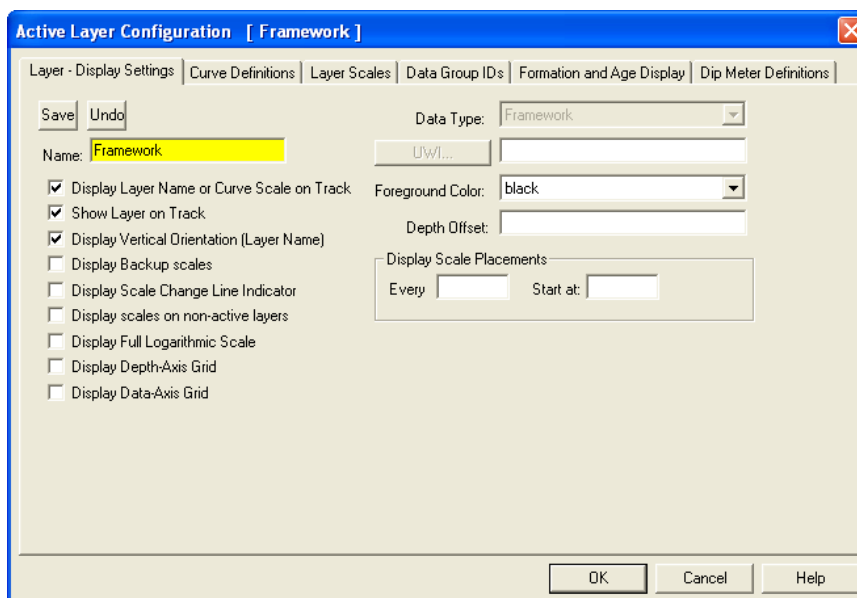 Active Layer Configuration [ Framework ]
Layer - Display Settings Curve Definitions Layer Scales Data Group IDs Formation and Age Display Dip Meter Definitions
Save Undo
Name: Framework
Display Layer Name or Curve Scale on Track
Show Layer on Track
Display Vertical Orientation (Layer Name)
Display Backup scales
Display Scale Change Line Indicator
Display scales on non-active layers
Display Full Logarithmic Scale
Display Depth-Axis Grid
Display Data-Axis Grid
Data Type: Framework
UWI...
Foreground Color: black
Depth Offset:
Display Scale Placements
Every Start at:
OK Cancel Help